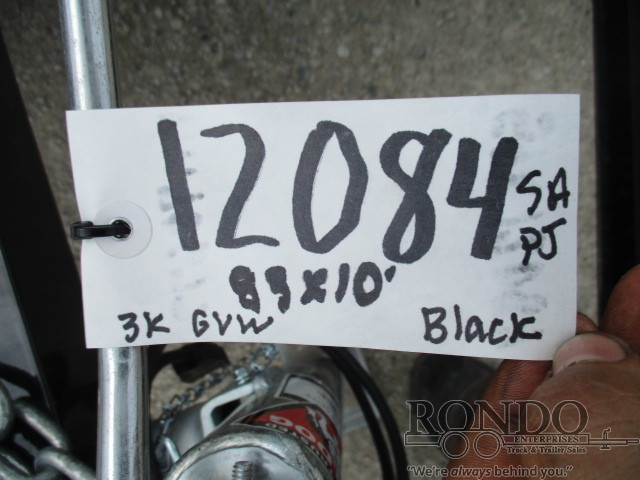 12084 SA
PJ
83x10'
3K GVW Black
RONDO
ENTERPRISES
Truck & Trailer Sales
"We're always behind you."